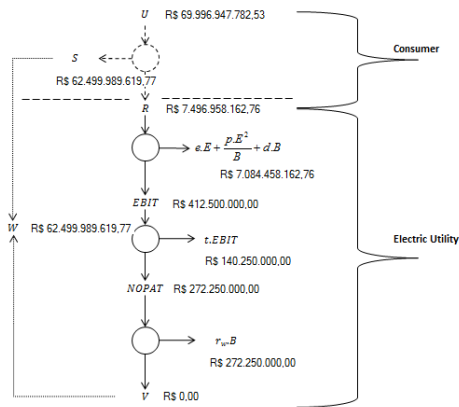 U R$ 69.996.947.782,53
Consumer
S
R$ 62.499.989.619,77
R R$ 7.496.958.162,76
e.E + p.E²/B + d.B
R$ 7.084.458.162,76
EBIT R$ 412.500.000,00
W R$ 62.499.989.619,77
Electric Utility
t.EBIT
R$ 140.250.000,00
NOPAT R$ 272.250.000,00
r_w.B
R$ 272.250.000,00
V R$ 0,00